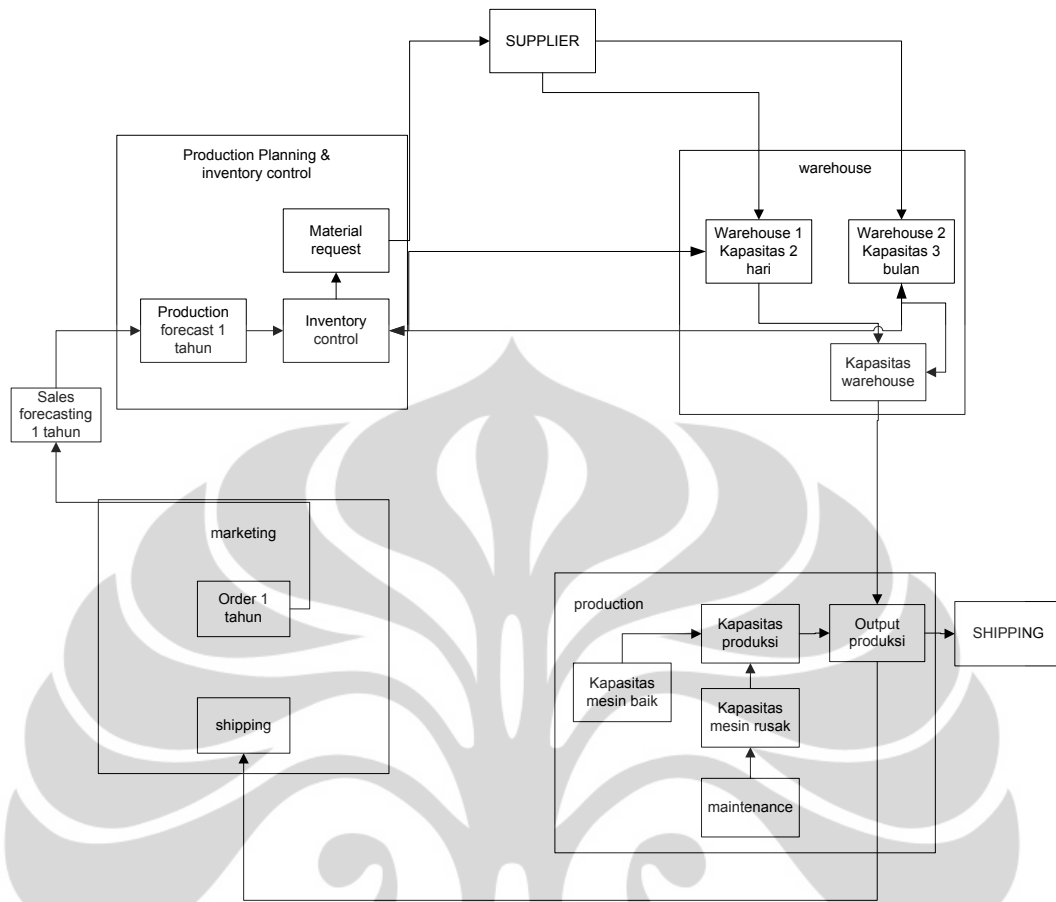 SUPPLIER
Production Planning &
inventory control
warehouse
Material
request
Warehouse 1
Kapasitas 2
hari
Warehouse 2
Kapasitas 3
bulan
Production
forecast 1
tahun
Inventory
control
Kapasitas
warehouse
Sales
forecasting
1 tahun
marketing
Order 1
tahun
shipping
production
Kapasitas
produksi
Output
produksi
SHIPPING
Kapasitas
mesin baik
Kapasitas
mesin rusak
maintenance